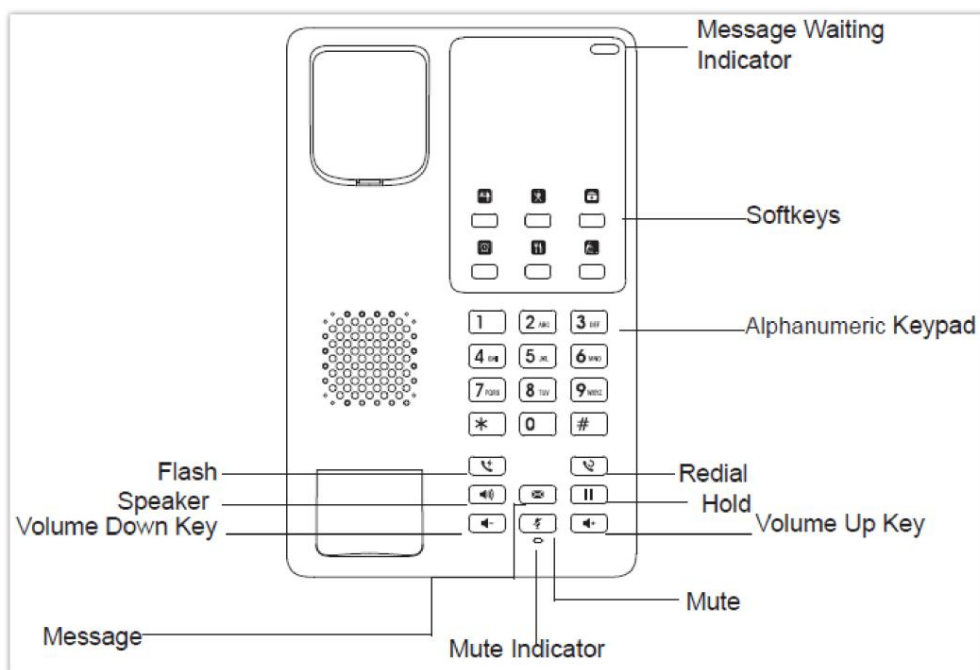 Message Waiting
Indicator
Softkeys
1 2 ABC 3 DEF
Alphanumeric Keypad
4 GHI 5 JKL 6 MNO
7 PQRS 8 TUV 9 WXYZ
* 0 #
Flash
Redial
Speaker
Hold
Volume Down Key
Volume Up Key
Mute
Message
Mute Indicator